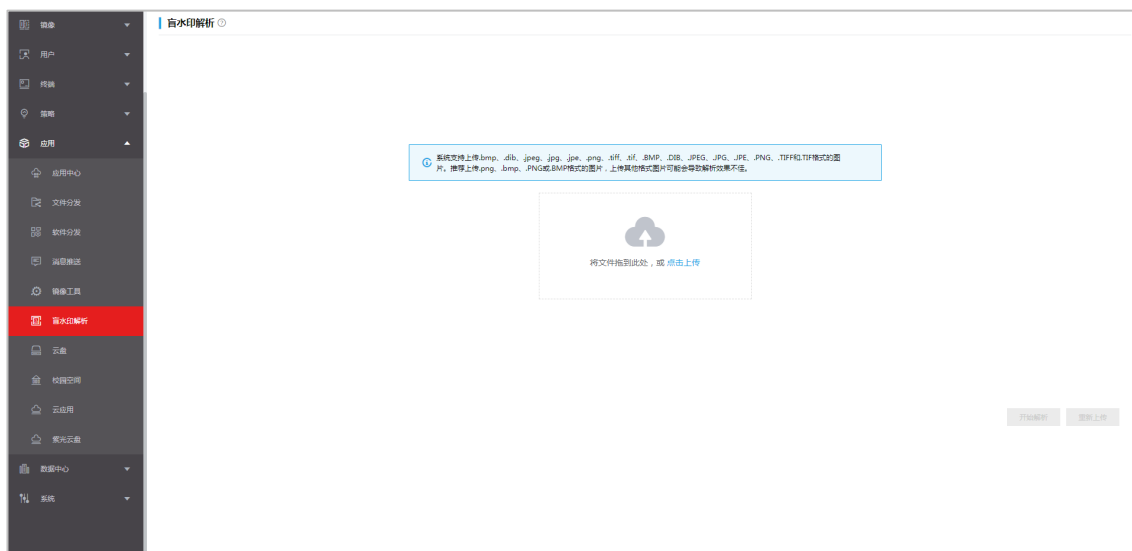 镜像
用户
终端
策略
应用
应用中心
文件分发
软件分发
消息推送
镜像工具
盲水印解析
云盘
校园空间
云应用
紫光云盘
数据中心
系统
盲水印解析
系统支持上传.bmp、.dib、.jpeg、.jpg、.jpe、.png、.tiff、.tif、.BMP、.DIB、.JPEG、.JPG、.JPE、.PNG、.TIFF和.TIF格式的图
片。推荐上传.png、.bmp、.PNG或.BMP格式的图片，上传其他格式图片可能会导致解析效果不佳。
将文件拖到此处，或 点击上传
开始解析 重新上传